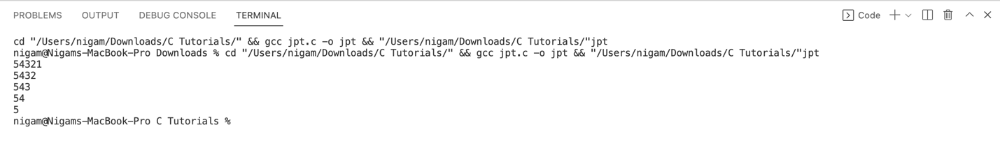 PROBLEMS OUTPUT DEBUG CONSOLE TERMINAL Code
cd "/Users/nigam/Downloads/C Tutorials/" && gcc jpt.c -o jpt && "/Users/nigam/Downloads/C Tutorials/"jpt
nigam@Nigams-MacBook-Pro Downloads % cd "/Users/nigam/Downloads/C Tutorials/" && gcc jpt.c -o jpt && "/Users/nigam/Downloads/C Tutorials/"jpt
54321
5432
543
54
5
nigam@Nigams-MacBook-Pro C Tutorials %